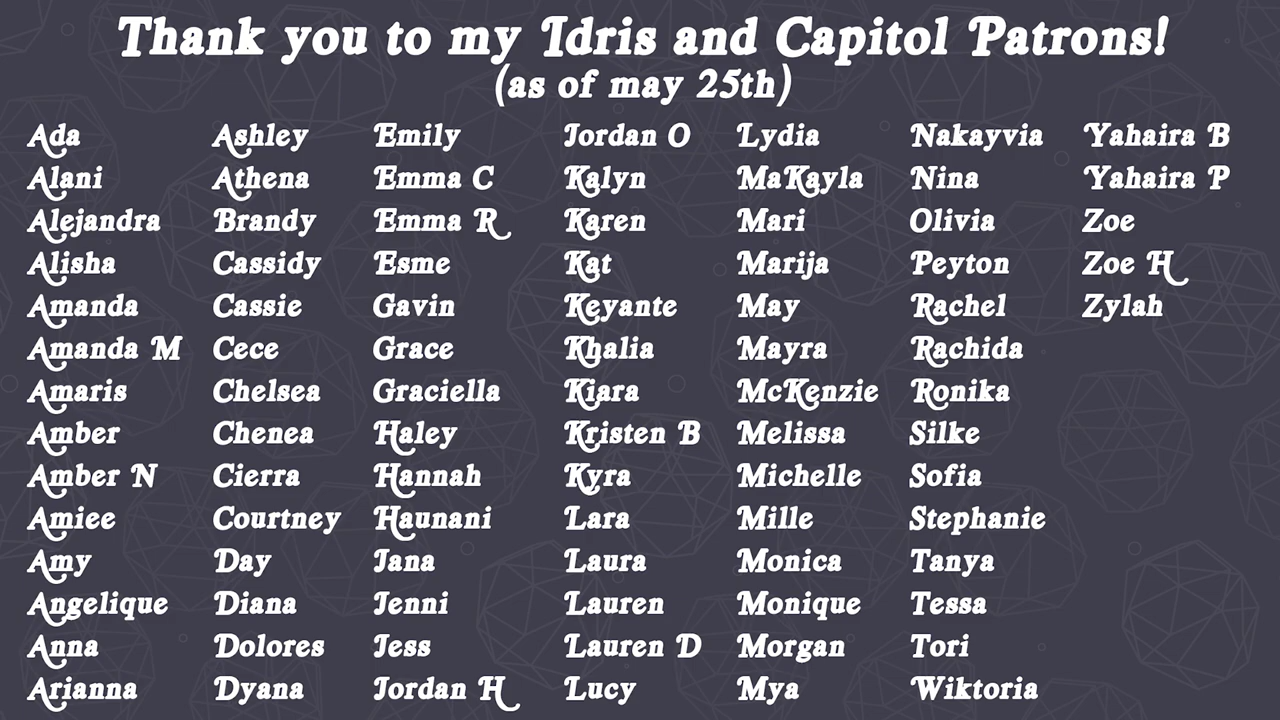 Thank you to my Idris and Capitol Patrons!
(as of may 25th)
Ada
Alani
Alejandra
Alisha
Amanda
Amanda M
Amaris
Amber
Amber N
Amiee
Amy
Angelique
Anna
Arianna
Ashley
Athena
Brandy
Cassidy
Cassie
Cece
Chelsea
Chenea
Cierra
Courtney
Day
Diana
Dolores
Dyana
Emily
Emma C
Emma R
Esme
Gavin
Grace
Graciella
Haley
Hannah
Haunani
Jana
Jenni
Jess
Jordan H
Jordan O
Kalyn
Karen
Kat
Keyante
Khalia
Kiara
Kristen B
Kyra
Lara
Laura
Lauren
Lauren D
Lucy
Lydia
MaKayla
Mari
Marija
May
Mayra
McKenzie
Melissa
Michelle
Mille
Monica
Monique
Morgan
Mya
Nakayvia
Nina
Olivia
Peyton
Rachel
Rachida
Ronika
Silke
Sofia
Stephanie
Tanya
Tessa
Tori
Wiktoria
Yahaira B
Yahaira P
Zoe
Zoe H
Zylah